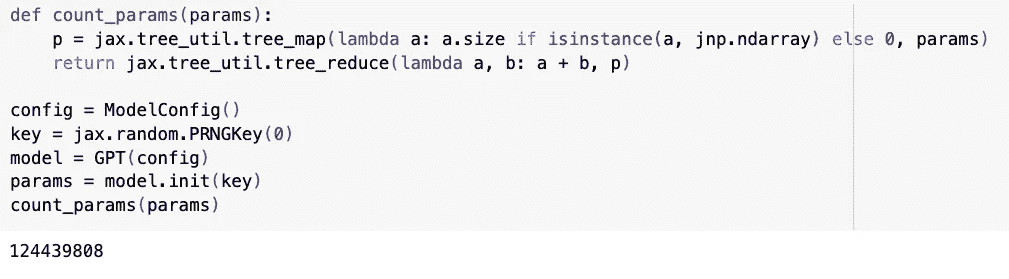 def count_params(params):
    p = jax.tree_util.tree_map(lambda a: a.size if isinstance(a, jnp.ndarray) else 0, params)
    return jax.tree_util.tree_reduce(lambda a, b: a + b, p)

config = ModelConfig()
key = jax.random.PRNGKey(0)
model = GPT(config)
params = model.init(key)
count_params(params)
124439808